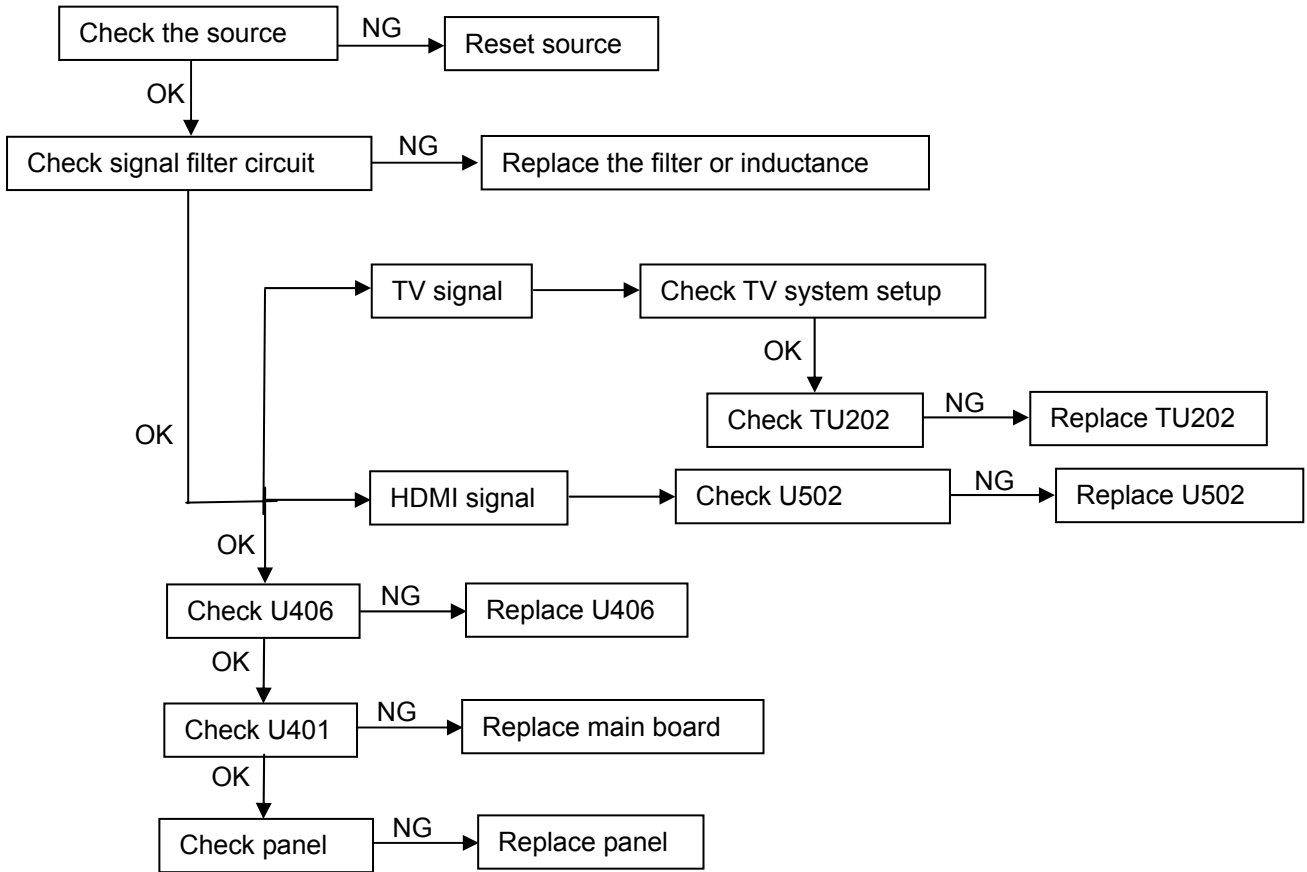 Check the source
NG
Reset source
OK
Check signal filter circuit
NG
Replace the filter or inductance
TV signal
Check TV system setup
OK
Check TU202
NG
Replace TU202
OK
HDMI signal
Check U502
NG
Replace U502
OK
Check U406
NG
Replace U406
OK
Check U401
NG
Replace main board
OK
Check panel
NG
Replace panel